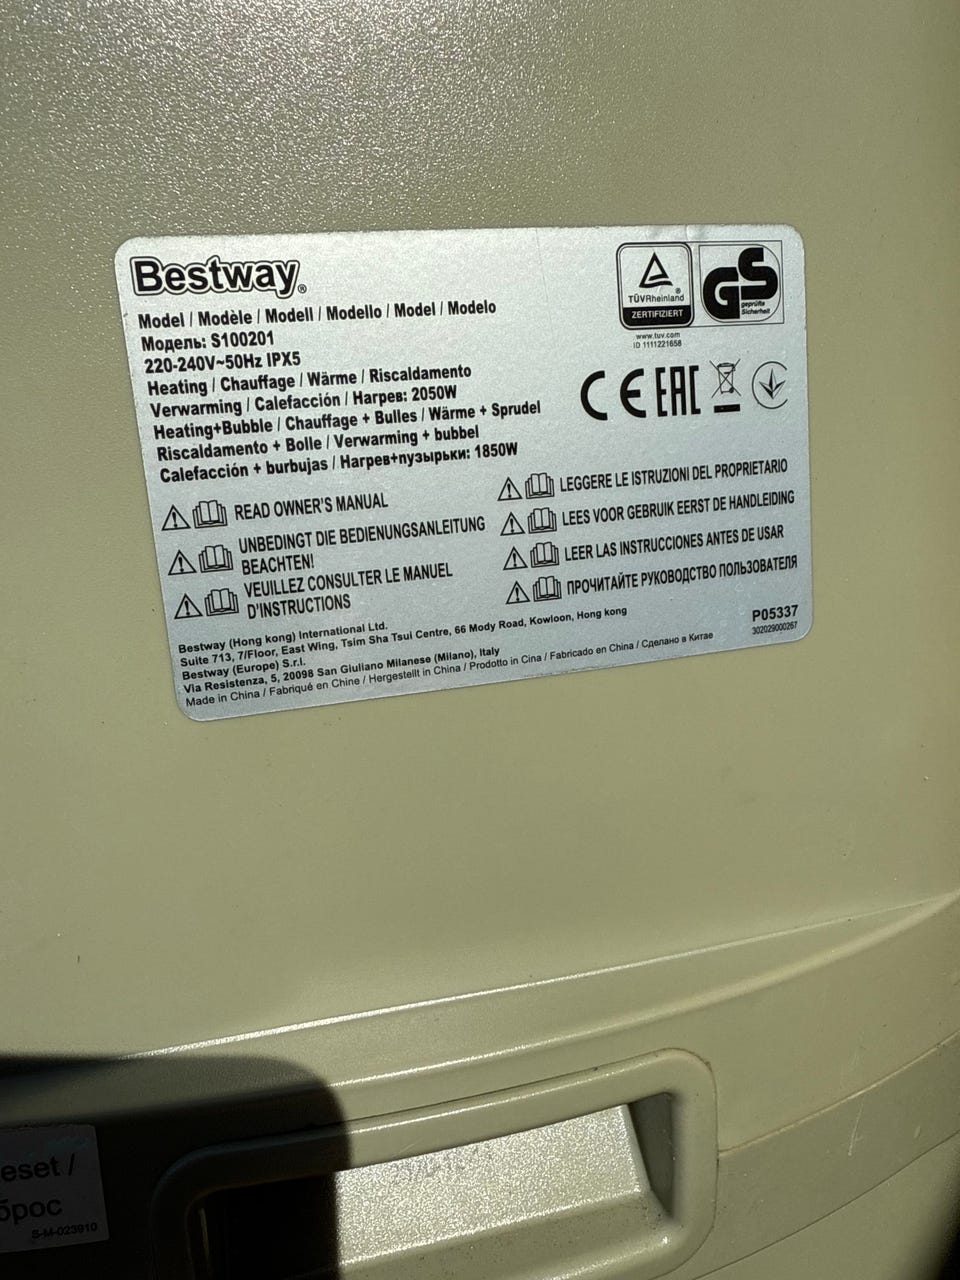 Bestway®
Model / Modèle / Modell / Modello / Model / Modelo
Модель: S100201
220-240V~50Hz IPX5
Heating / Chauffage / Wärme / Riscaldamento
Verwarming / Calefacción / Нагрев: 2050W
Heating+Bubble / Chauffage + Bulles / Wärme + Sprudel
Riscaldamento + Bolle / Verwarming + bubbel
Calefacción + burbujas / Нагрев+пузырьки: 1850W
TÜVRheinland®
ZERTIFIZIERT
GS
geprüfte
Sicherheit
www.tuv.com
ID 1111221658
CE EAC
READ OWNER'S MANUAL
UNBEDINGT DIE BEDIENUNGSANLEITUNG
BEACHTEN!
VEUILLEZ CONSULTER LE MANUEL
D'INSTRUCTIONS
LEGGERE LE ISTRUZIONI DEL PROPRIETARIO
LEES VOOR GEBRUIK EERST DE HANDLEIDING
LEER LAS INSTRUCCIONES ANTES DE USAR
ПРОЧИТАЙТЕ РУКОВОДСТВО ПОЛЬЗОВАТЕЛЯ
Bestway (Hong kong) International Ltd.
Suite 713, 7/Floor, East Wing, Tsim Sha Tsui Centre, 66 Mody Road, Kowloon, Hong kong
Bestway (Europe) S.r.l.
Via Resistenza, 5, 20098 San Giuliano Milanese (Milano), Italy
Made in China / Fabriqué en Chine / Hergestellt in China / Prodotto in Cina / Fabricado en China / Сделано в Китае
P05337
302029000267
eset /
брос
S-M-023910